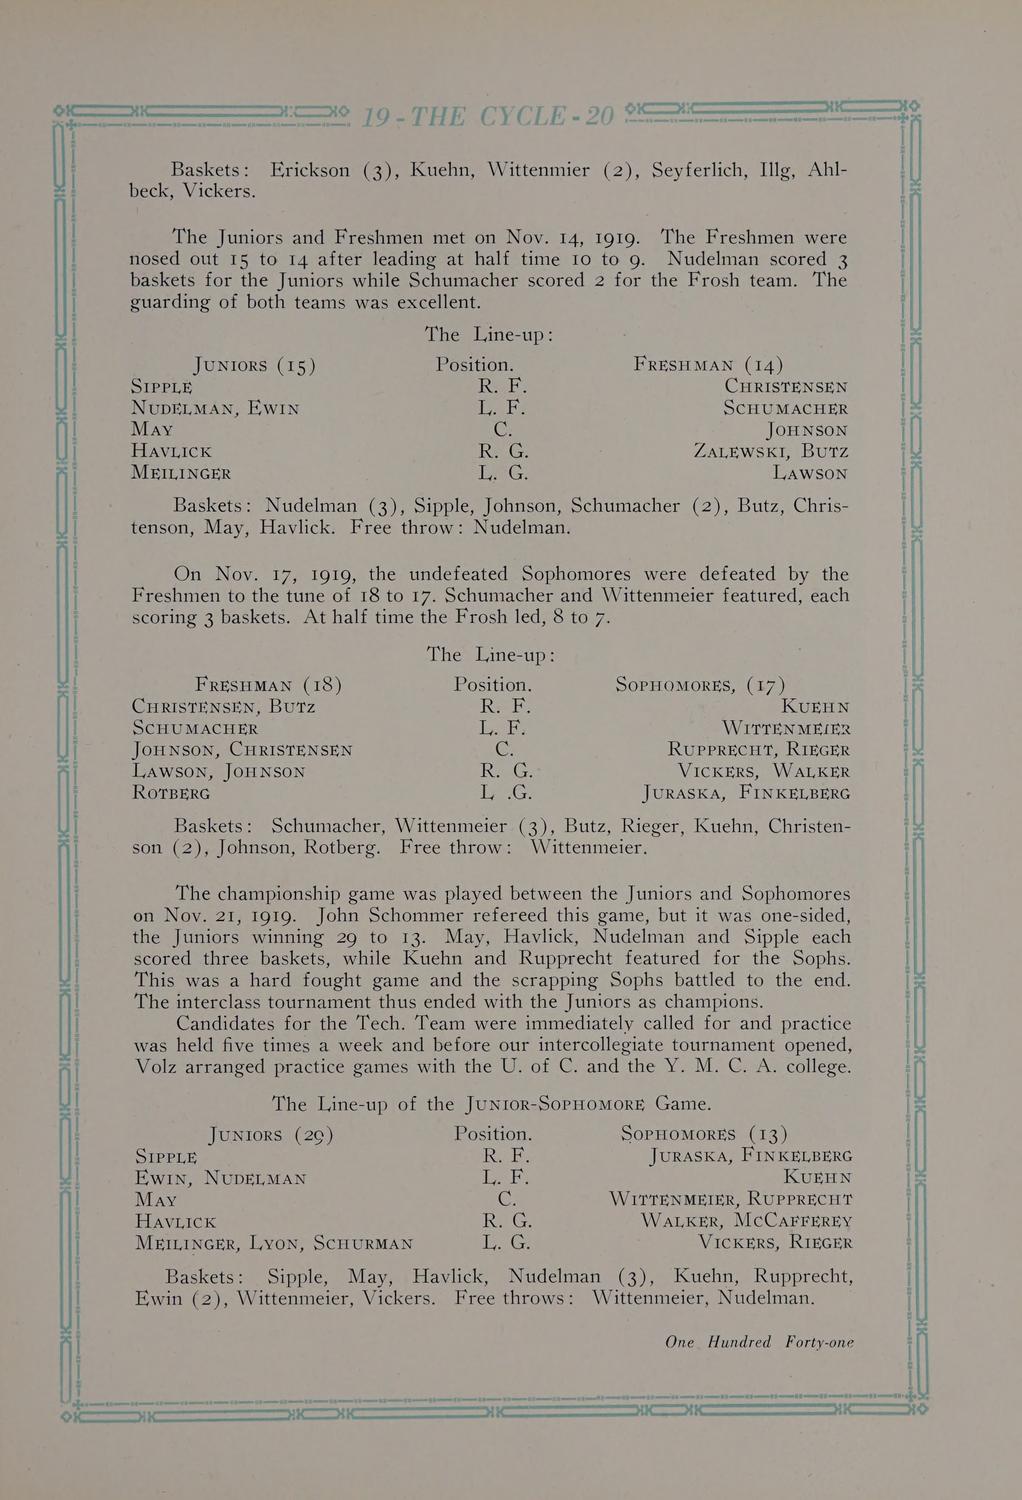 19-THE CYCLE-20
Baskets: Erickson (3), Kuehn, Wittenmier (2), Seyferlich, Illg, Ahl-
beck, Vickers.
The Juniors and Freshmen met on Nov. 14, 1919. The Freshmen were
nosed out 15 to 14 after leading at half time 10 to 9. Nudelman scored 3
baskets for the Juniors while Schumacher scored 2 for the Frosh team. The
guarding of both teams was excellent.
The Line-up:
JUNIORS (15) Position. FRESHMAN (14)
SIPPLE R. F. CHRISTENSEN
NUDELMAN, EWIN L. F. SCHUMACHER
MAY C. JOHNSON
HAVLICK R. G. ZALEWSKI, BUTZ
MEILINGER L. G. LAWSON
Baskets: Nudelman (3), Sipple, Johnson, Schumacher (2), Butz, Chris-
tenson, May, Havlick. Free throw: Nudelman.
On Nov. 17, 1919, the undefeated Sophomores were defeated by the
Freshmen to the tune of 18 to 17. Schumacher and Wittenmeier featured, each
scoring 3 baskets. At half time the Frosh led, 8 to 7.
The Line-up:
FRESHMAN (18) Position. SOPHOMORES, (17)
CHRISTENSEN, BUTZ R. F. KUEHN
SCHUMACHER L. F. WITTENMEIER
JOHNSON, CHRISTENSEN C. RUPPRECHT, RIEGER
LAWSON, JOHNSON R. G. VICKERS, WALKER
ROTBERG L .G. JURASKA, FINKELBERG
Baskets: Schumacher, Wittenmeier (3), Butz, Rieger, Kuehn, Christen-
son (2), Johnson, Rotberg. Free throw: Wittenmeier.
The championship game was played between the Juniors and Sophomores
on Nov. 21, 1919. John Schommer refereed this game, but it was one-sided,
the Juniors winning 29 to 13. May, Havlick, Nudelman and Sipple each
scored three baskets, while Kuehn and Rupprecht featured for the Sophs.
This was a hard fought game and the scrapping Sophs battled to the end.
The interclass tournament thus ended with the Juniors as champions.
Candidates for the Tech. Team were immediately called for and practice
was held five times a week and before our intercollegiate tournament opened,
Volz arranged practice games with the U. of C. and the Y. M. C. A. college.
The Line-up of the JUNIOR-SOPHOMORE Game.
JUNIORS (29) Position. SOPHOMORES (13)
SIPPLE R. F. JURASKA, FINKELBERG
EWIN, NUDELMAN L. F. KUEHN
MAY C. WITTENMEIER, RUPPRECHT
HAVLICK R. G. WALKER, MCCAFFEREY
MEILINGER, LYON, SCHURMAN L. G. VICKERS, RIEGER
Baskets: Sipple, May, Havlick, Nudelman (3), Kuehn, Rupprecht,
Ewin (2), Wittenmeier, Vickers. Free throws: Wittenmeier, Nudelman.
One Hundred Forty-one